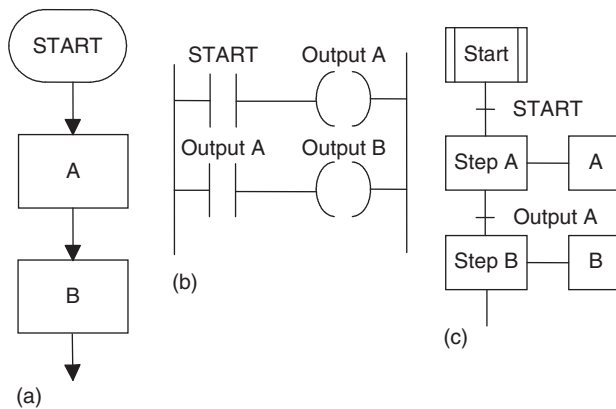 START
A
B
(a)
START Output A
Output A Output B
(b)
Start
START
Step A A
Output A
Step B B
(c)